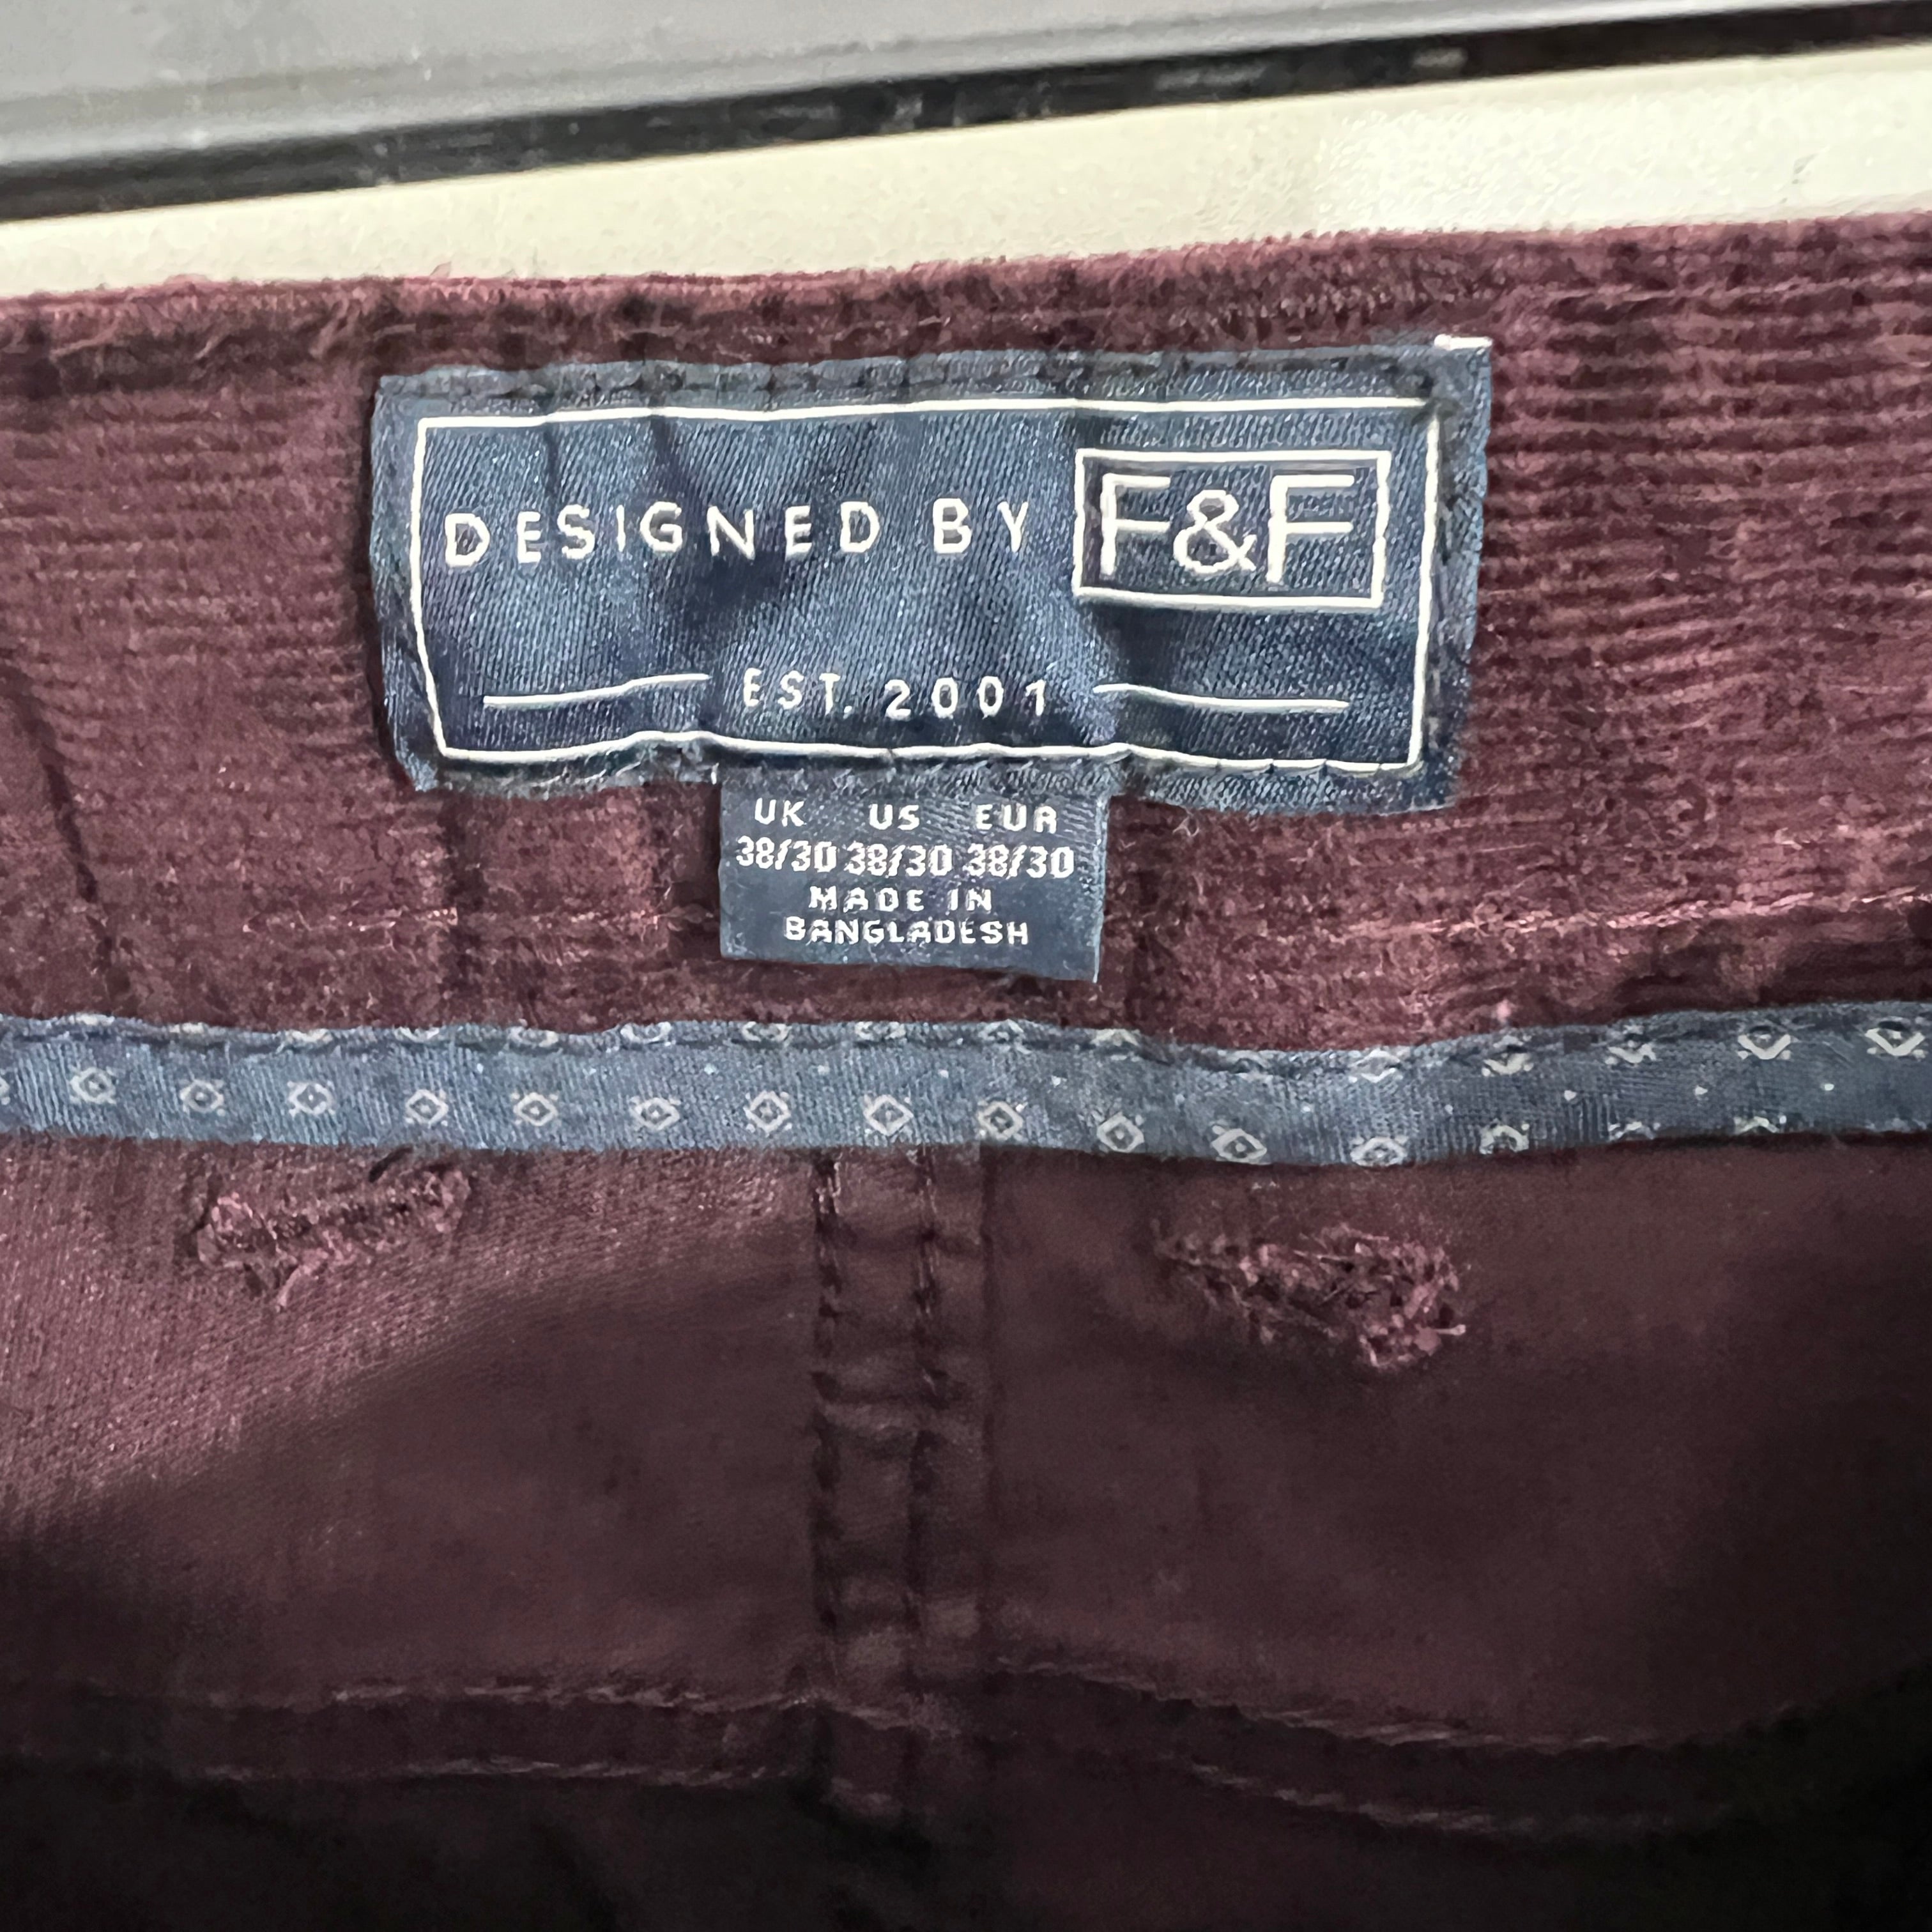 DESIGNED BY F&F
EST. 2001
UK US EUR
38/30 38/30 38/30
MADE IN
BANGLADESH